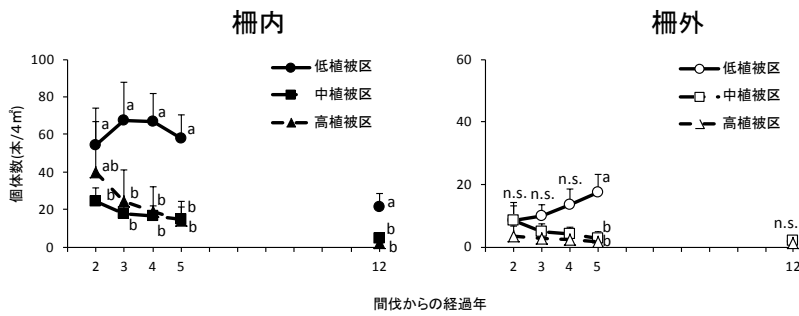 柵内
100
80
60
40
20
0
個体数(本/4㎡)
低植被区
中植被区
高植被区
a
a
a
a
ab
b
b
b
b
b
b
b
a
b
b
2
3
4
5
12
柵外
60
40
20
0
低植被区
中植被区
高植被区
n.s.
n.s.
n.s.
a
b
b
n.s.
2
3
4
5
12
間伐からの経過年